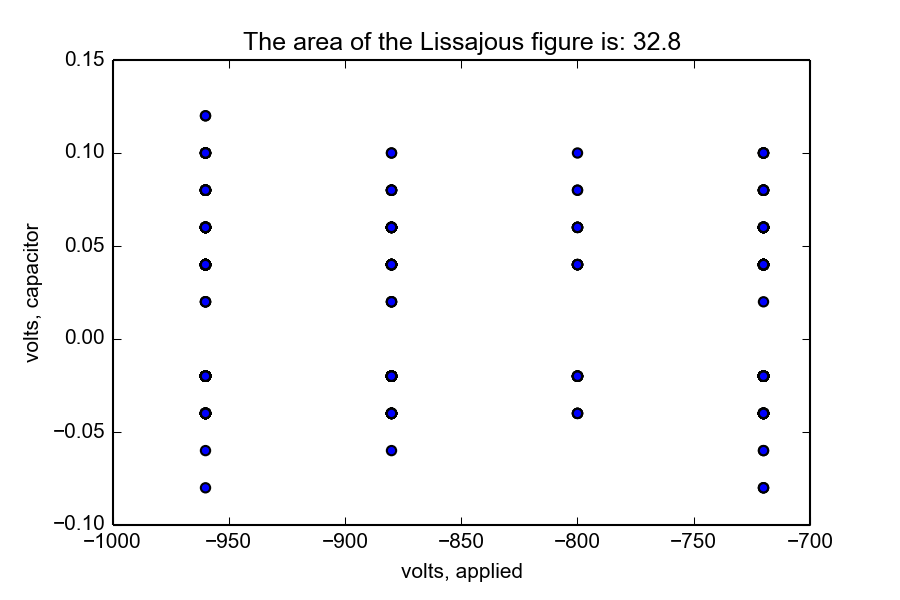 The area of the Lissajous figure is: 32.8
0.15
0.10
0.05
0.00
−0.05
−0.10
volts, capacitor
−1000 −950 −900 −850 −800 −750 −700
volts, applied